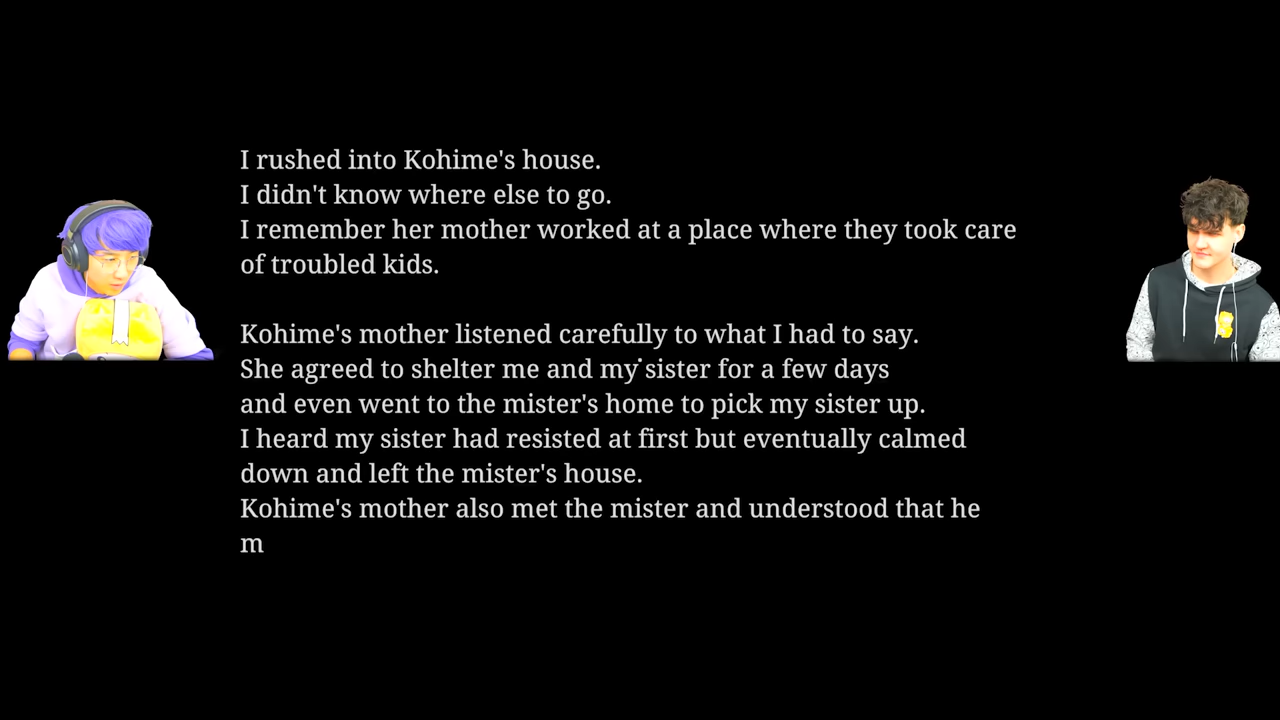 I rushed into Kohime's house.
I didn't know where else to go.
I remember her mother worked at a place where they took care
of troubled kids.
Kohime's mother listened carefully to what I had to say.
She agreed to shelter me and my sister for a few days
and even went to the mister's home to pick my sister up.
I heard my sister had resisted at first but eventually calmed
down and left the mister's house.
Kohime's mother also met the mister and understood that he
m